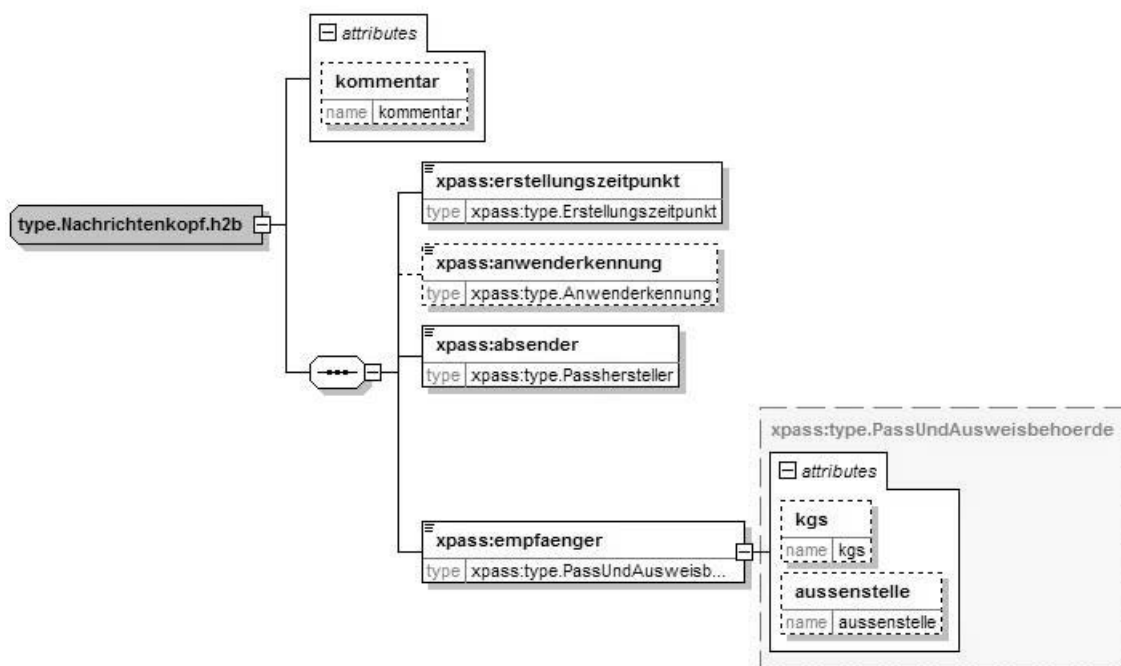 attributes
kommentar
name kommentar
type.Nachrichtenkopf.h2b
xpass:erstellungszeitpunkt
type xpass:type.Erstellungszeitpunkt
xpass:anwenderkennung
type xpass:type.Anwenderkennung
xpass:absender
type xpass:type.Passhersteller
xpass:empfaenger
type xpass:type.PassUndAusweisb...
xpass:type.PassUndAusweisbehoerde
attributes
kgs
name kgs
aussenstelle
name aussenstelle